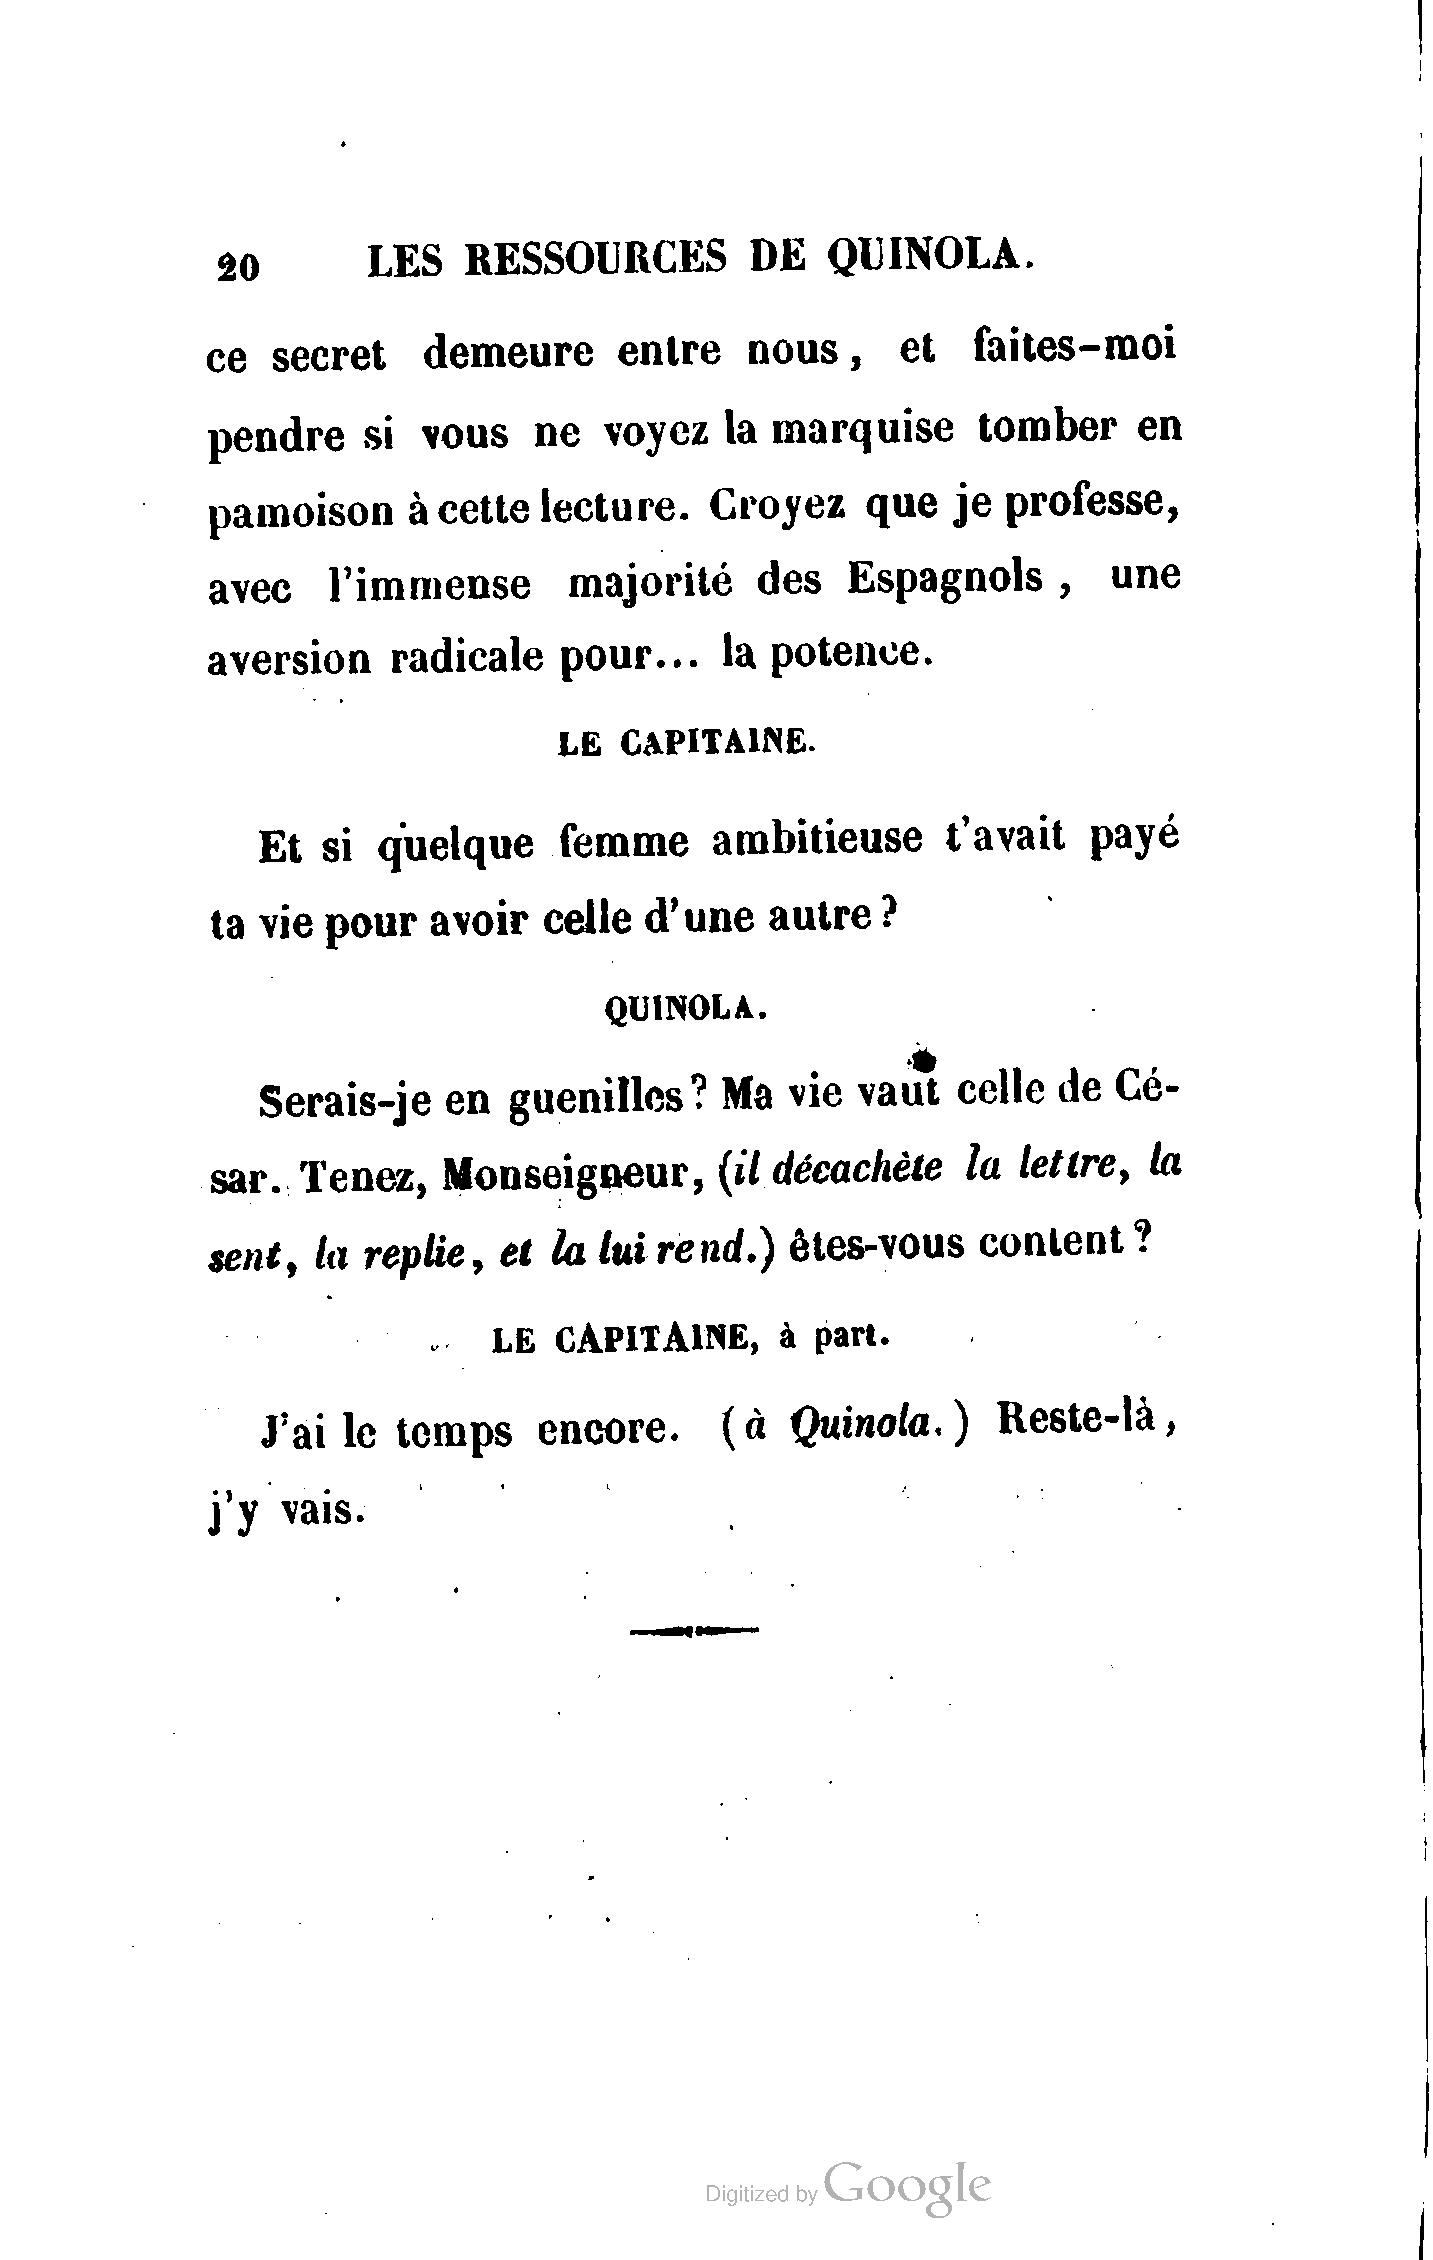 20 LES RESSOURCES DE QUINOLA.
ce secret demeure entre nous, et faites-moi
pendre si vous ne voyez la marquise tomber en
pamoison à cette lecture. Croyez que je professe,
avec l'immense majorité des Espagnols, une
aversion radicale pour... la potence.
LE CAPITAINE.
Et si quelque femme ambitieuse t'avait payé
ta vie pour avoir celle d'une autre?
QUINOLA.
Serais-je en guenilles? Ma vie vaut celle de Cé-
sar. Tenez, Monseigneur, (il décachète la lettre, la
sent, la replie, et la lui rend.) êtes-vous content?
LE CAPITAINE, à part.
J'ai le temps encore. (à Quinola.) Reste-là,
j'y vais.
Digitized by Google